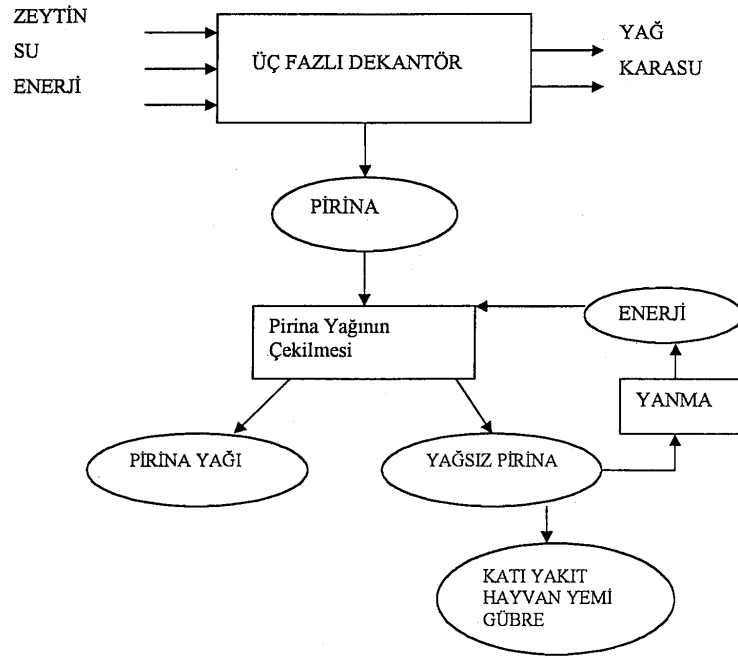 ZEYTİN
SU
ENERJİ
ÜÇ FAZLI DEKANTÖR
YAĞ
KARASU
PİRİNA
Pirina Yağının
Çekilmesi
ENERJİ
YANMA
PİRİNA YAĞI
YAĞSIZ PİRİNA
KATI YAKIT
HAYVAN YEMİ
GÜBRE